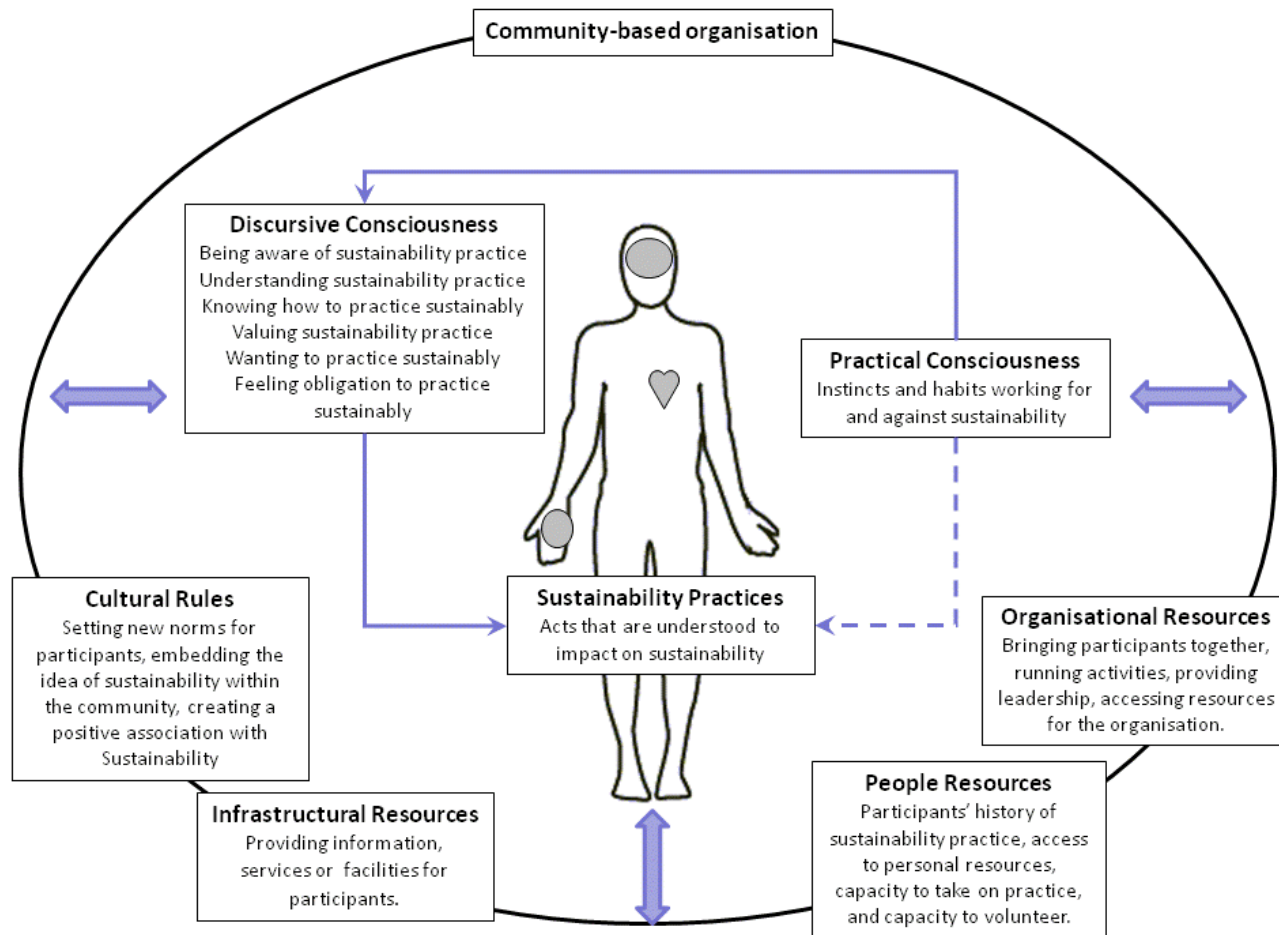 Community-based organisation
Discursive Consciousness
Being aware of sustainability practice
Understanding sustainability practice
Knowing how to practice sustainably
Valuing sustainability practice
Wanting to practice sustainably
Feeling obligation to practice
sustainably
Practical Consciousness
Instincts and habits working for
and against sustainability
Sustainability Practices
Acts that are understood to
impact on sustainability
Cultural Rules
Setting new norms for
participants, embedding the
idea of sustainability within
the community, creating a
positive association with
Sustainability
Organisational Resources
Bringing participants together,
running activities, providing
leadership, accessing resources
for the organisation.
Infrastructural Resources
Providing information,
services or facilities for
participants.
People Resources
Participants’ history of
sustainability practice, access
to personal resources,
capacity to take on practice,
and capacity to volunteer.